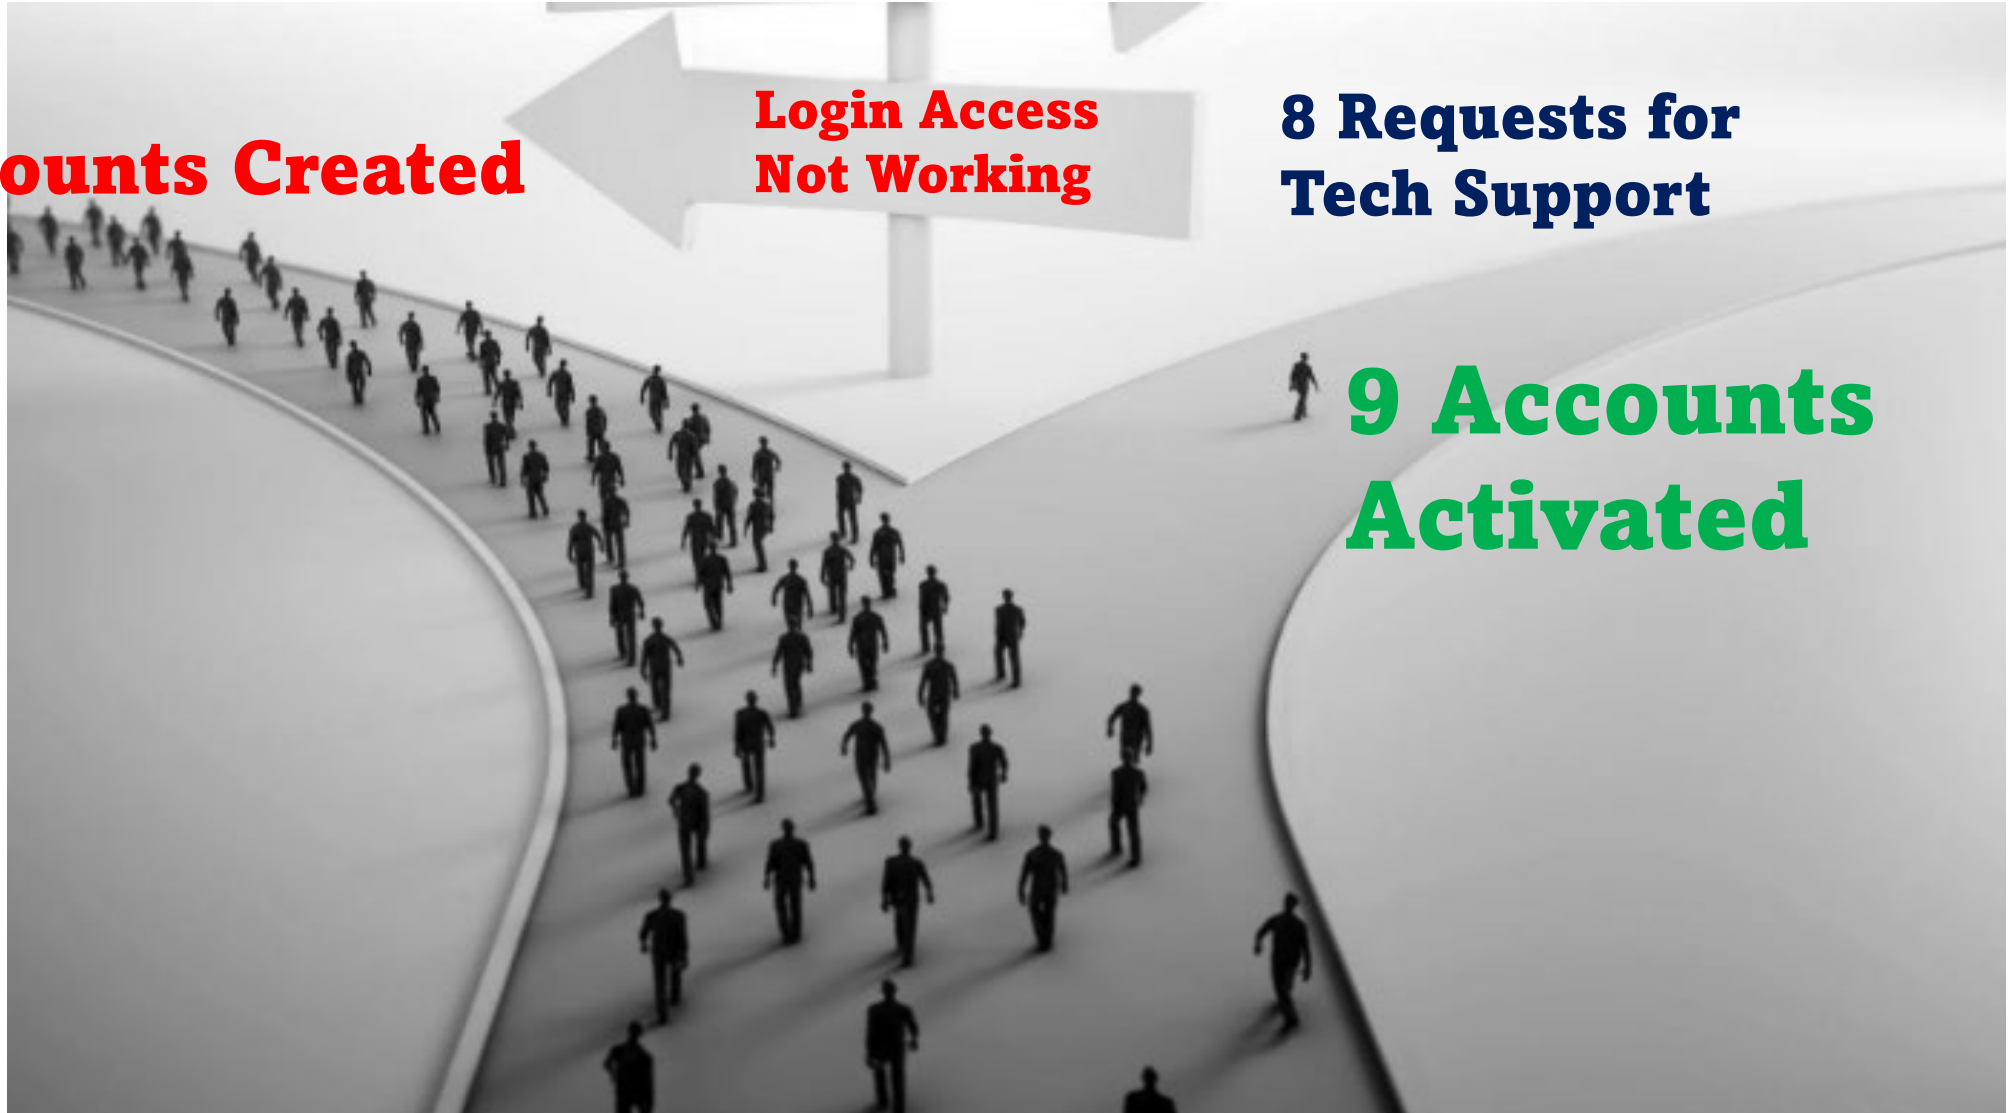 ounts Created
Login Access
Not Working
8 Requests for
Tech Support
9 Accounts
Activated